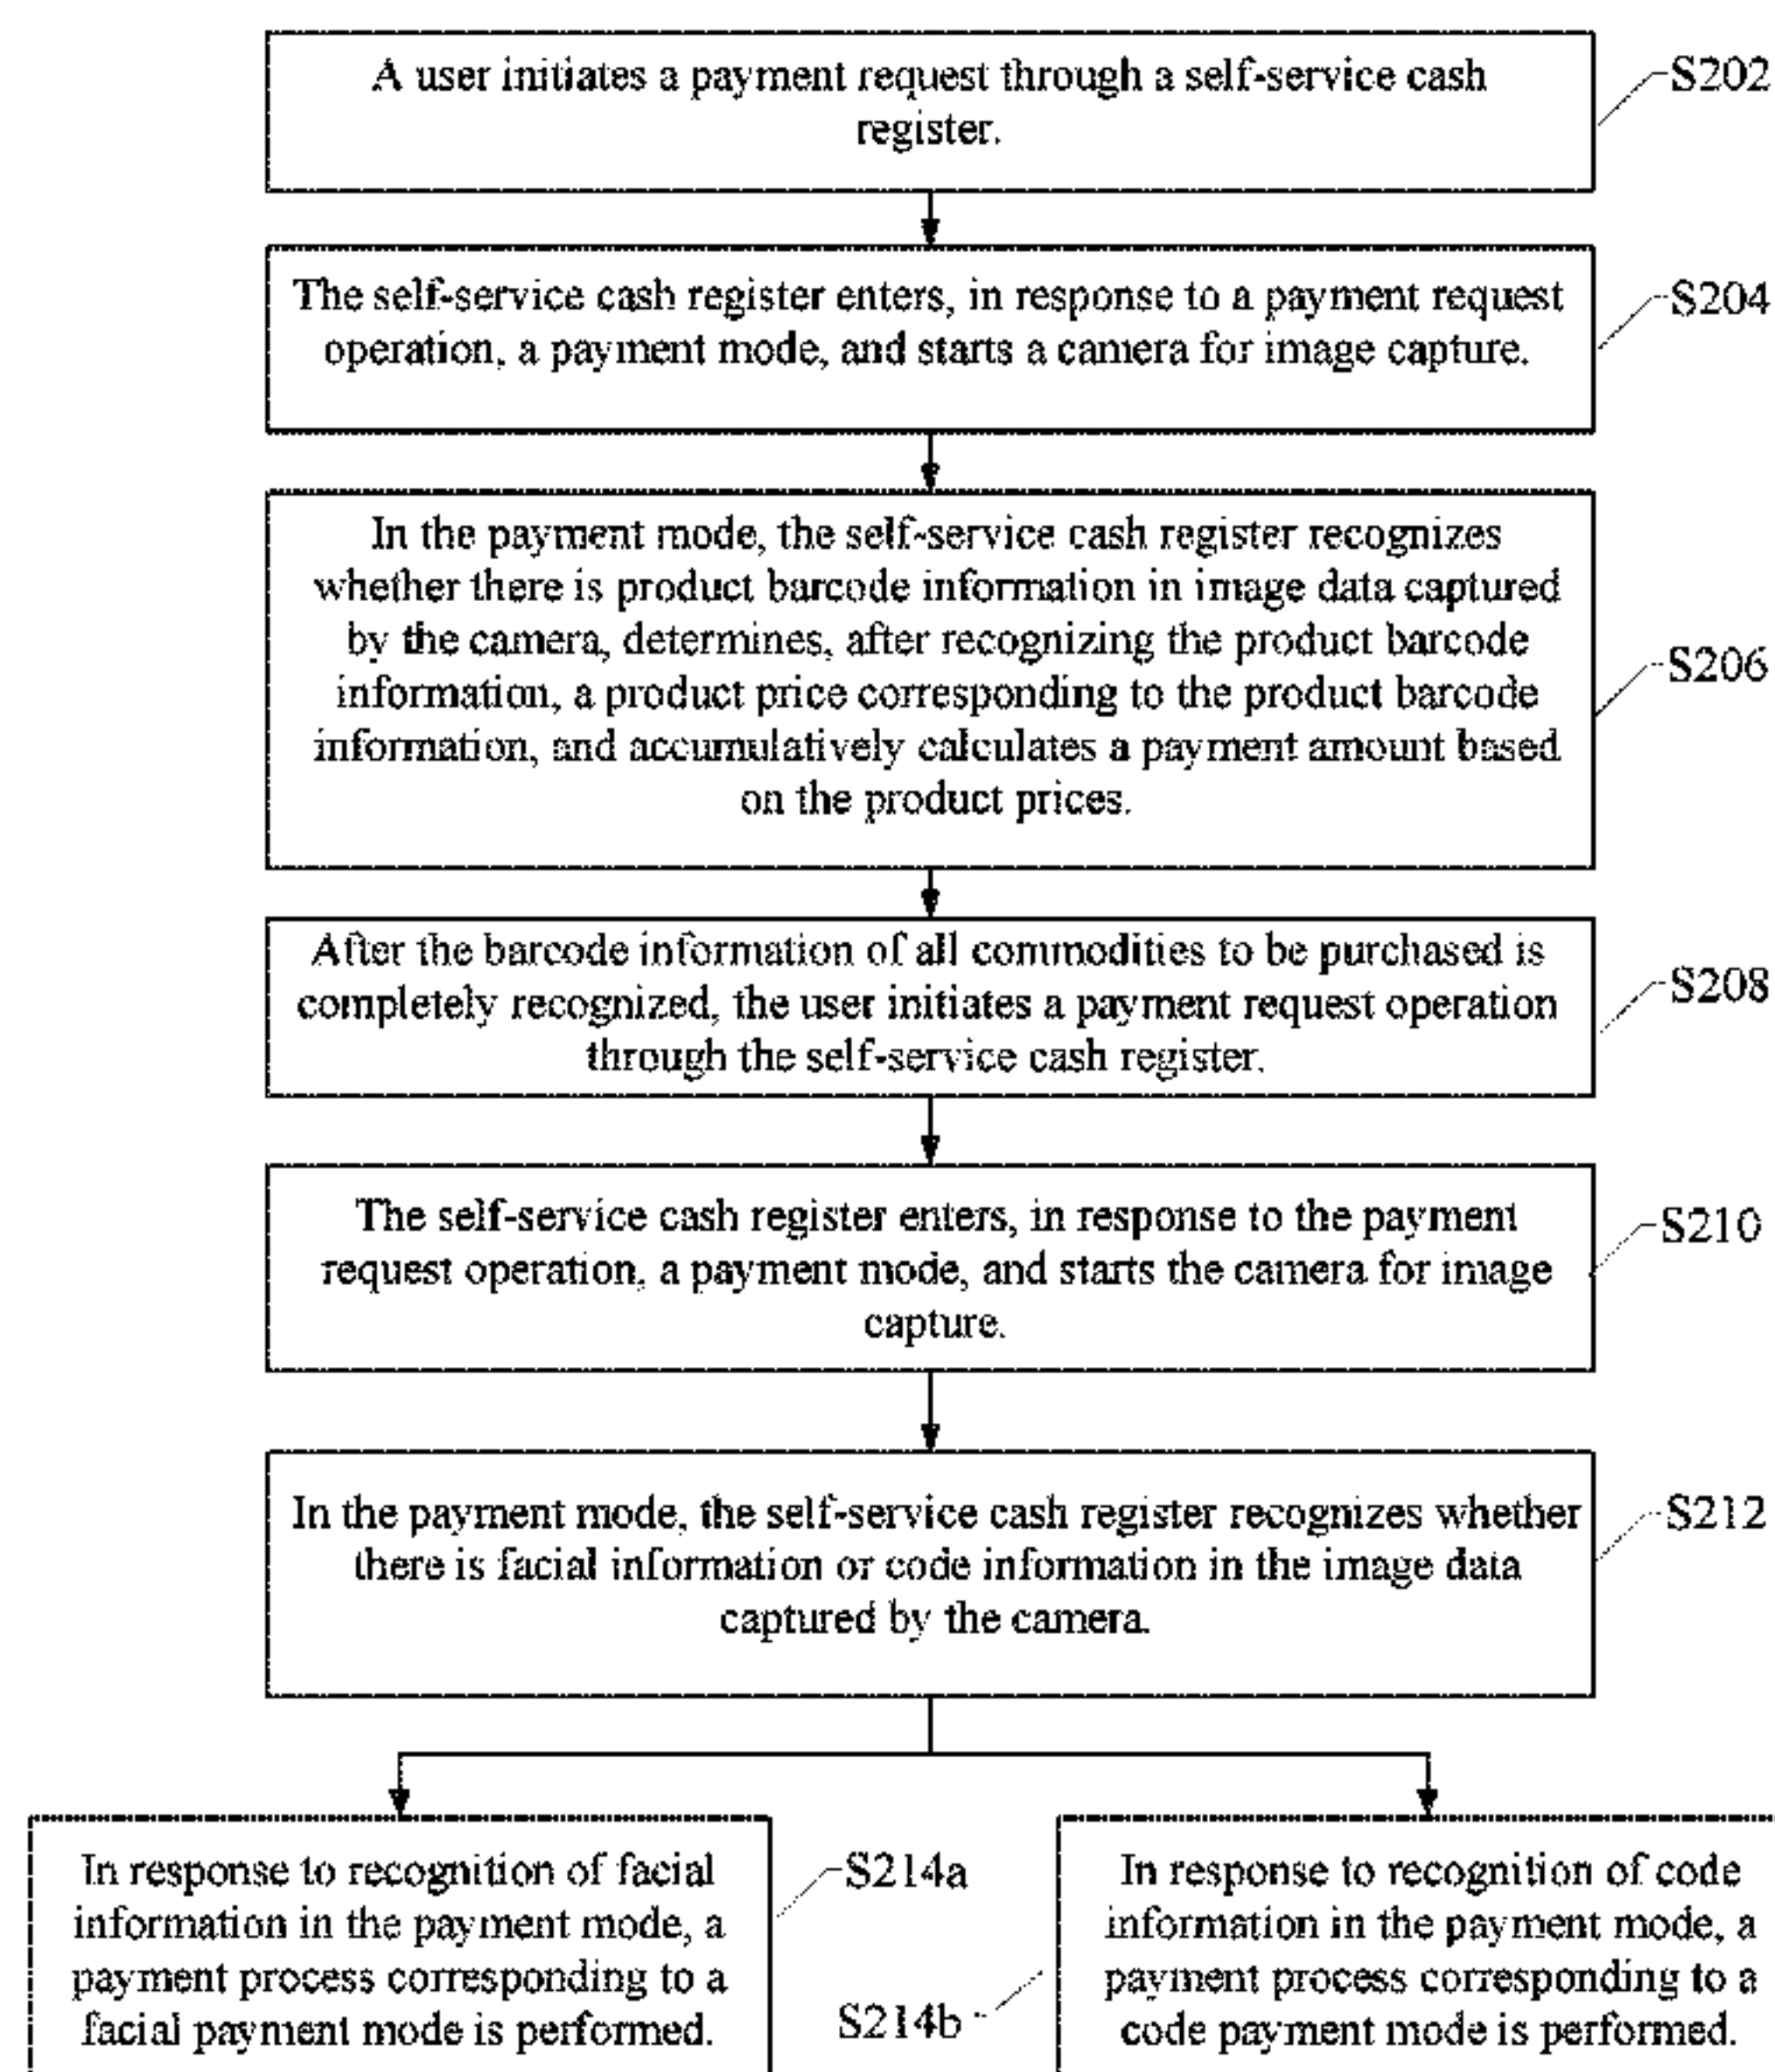 A user initiates a payment request through a self-service cash
register.
S202
The self-service cash register enters, in response to a payment request
operation, a payment mode, and starts a camera for image capture.
S204
In the payment mode, the self-service cash register recognizes
whether there is product barcode information in image data captured
by the camera, determines, after recognizing the product barcode
information, a product price corresponding to the product barcode
information, and accumulatively calculates a payment amount based
on the product prices.
S206
After the barcode information of all commodities to be purchased is
completely recognized, the user initiates a payment request operation
through the self-service cash register.
S208
The self-service cash register enters, in response to the payment
request operation, a payment mode, and starts the camera for image
capture.
S210
In the payment mode, the self-service cash register recognizes whether
there is facial information or code information in the image data
captured by the camera.
S212
In response to recognition of facial
information in the payment mode, a
payment process corresponding to a
facial payment mode is performed.
S214a
In response to recognition of code
information in the payment mode, a
payment process corresponding to a
code payment mode is performed.
S214b